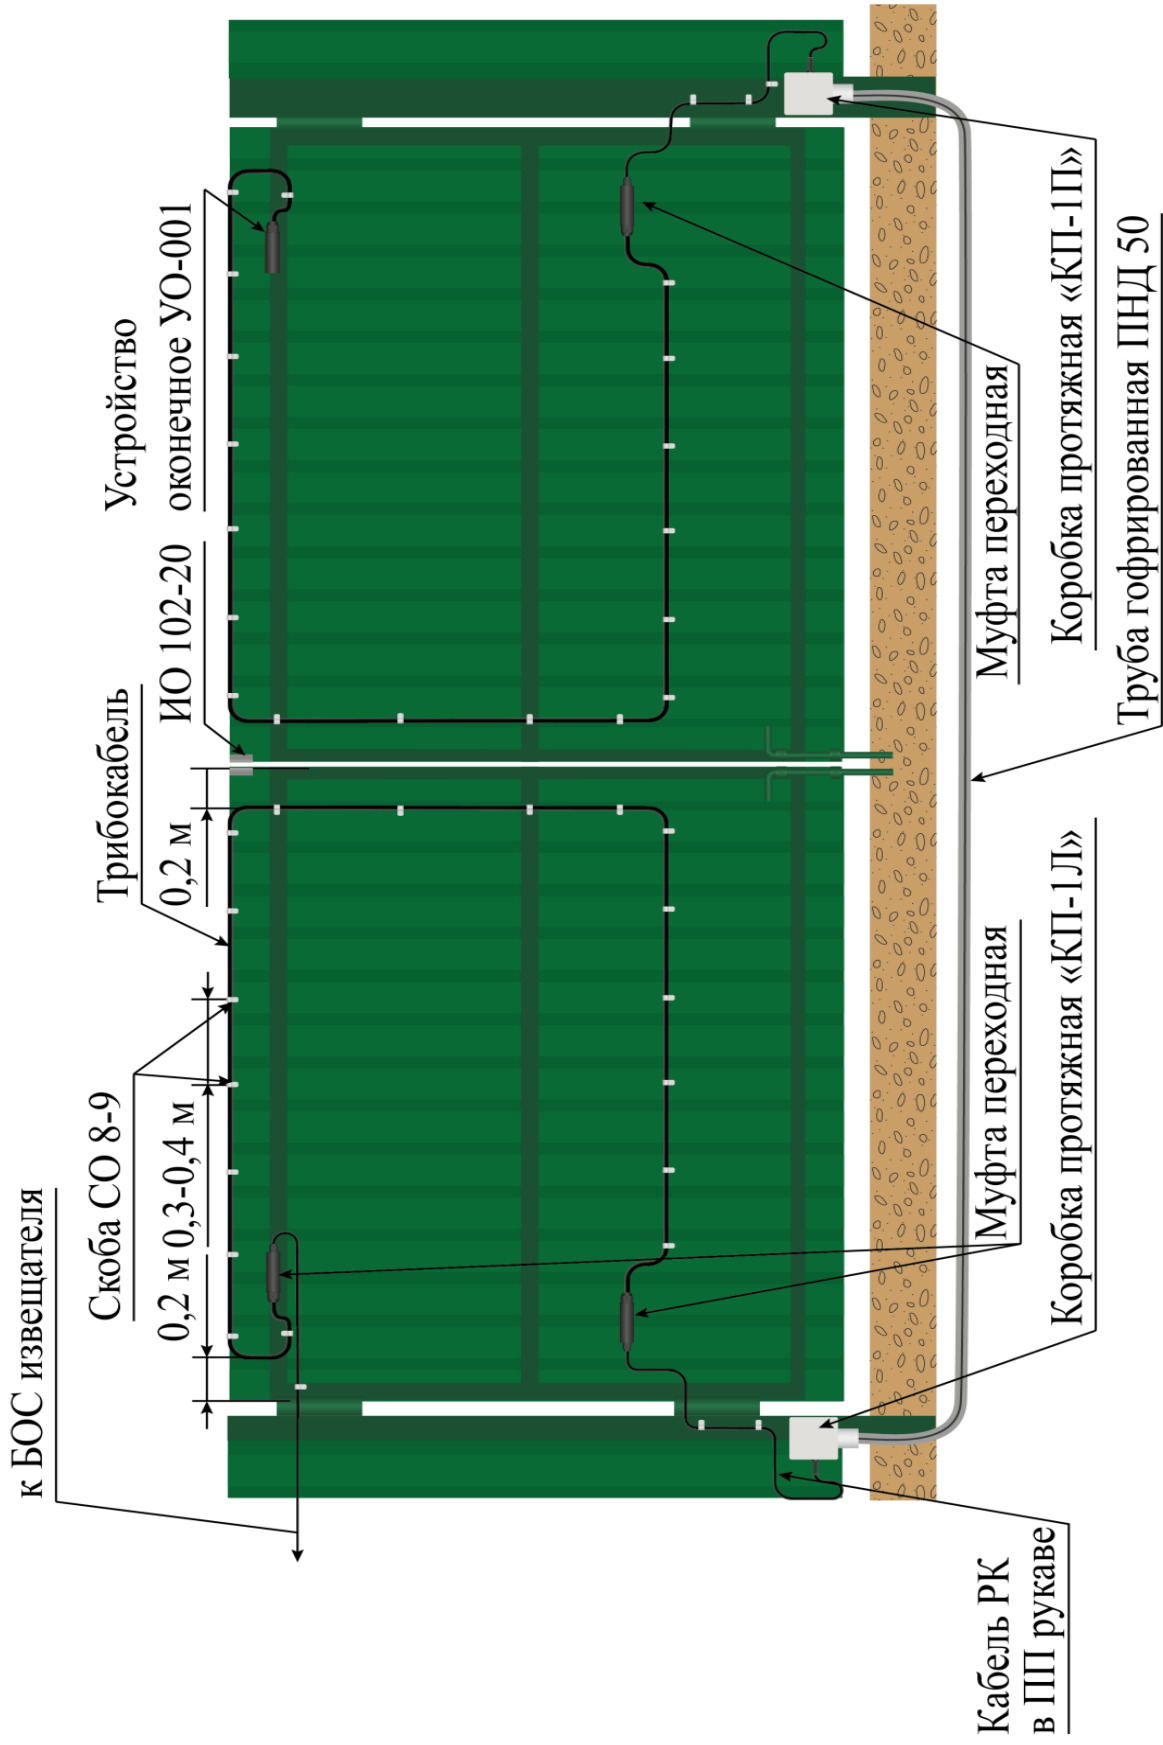 к БОС извещателя
Скоба СО 8-9
0,2 м
0,3-0,4 м
Трибокабель
0,2 м
ИО 102-20
Устройство
оконечное УО-001
Кабель РК
в ПП рукаве
Муфта переходная
Коробка протяжная «КП-1Л»
Муфта переходная
Коробка протяжная «КП-1П»
Труба гофрированная ПНД 50